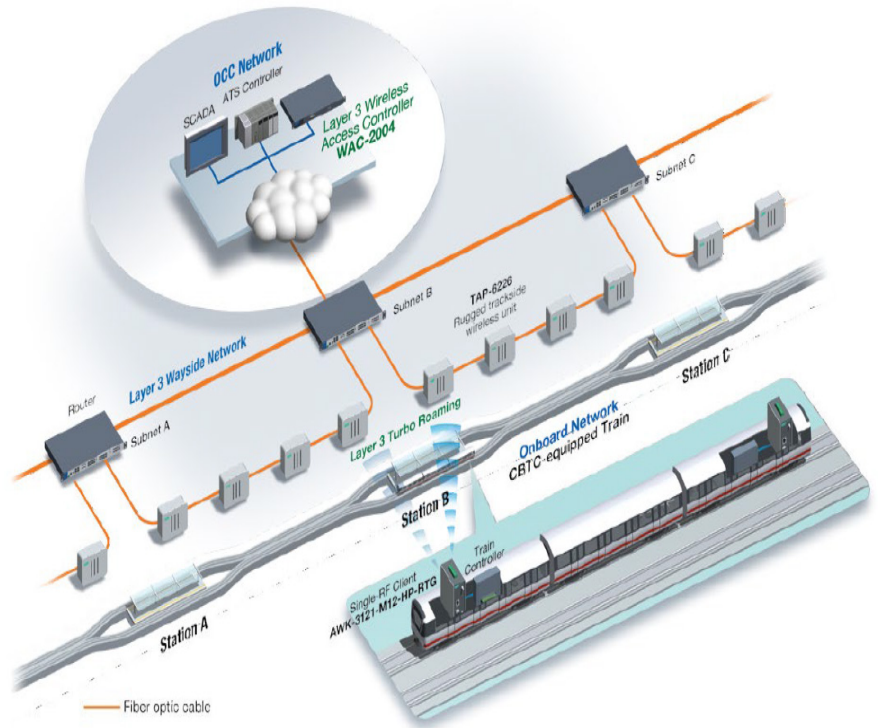 OCC Network
ATS Controller
SCADA
Layer 3 Wireless
Access Controller
WAC-2004
Subnet C
Subnet B
TAP-6226
Rugged trackside
wireless unit
Layer 3 Wayside Network
Router
Subnet A
Station C
Layer 3 Turbo Roaming
Onboard Network
CBTC-equipped Train
Station B
Train
Controller
Single-RF Client
AWK-3121-M12-HP-RTG
Station A
Fiber optic cable